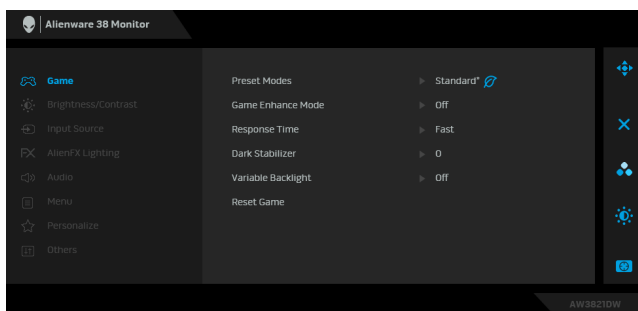 Alienware 38 Monitor
Game
Preset Modes Standard*
Game Enhance Mode Off
Response Time Fast
Dark Stabilizer 0
Variable Backlight Off
Reset Game
Brightness/Contrast
Input Source
FX AlienFX Lighting
Audio
Menu
Personalize
Others
AW3821DW